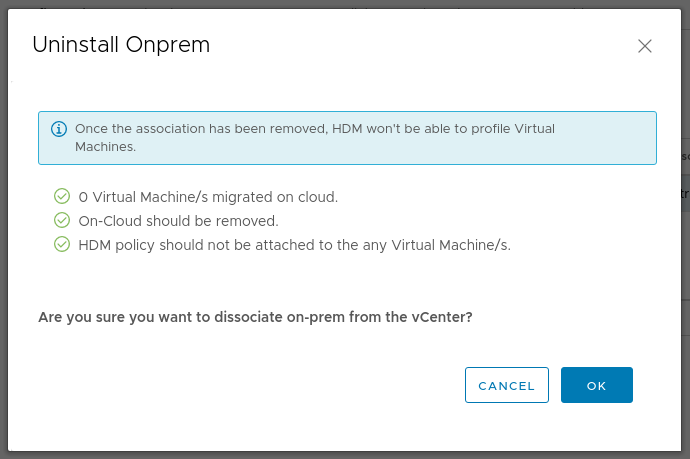 Uninstall Onprem
Once the association has been removed, HDM won't be able to profile Virtual
Machines.
0 Virtual Machine/s migrated on cloud.
On-Cloud should be removed.
HDM policy should not be attached to the any Virtual Machine/s.
Are you sure you want to dissociate on-prem from the vCenter?
CANCEL
OK